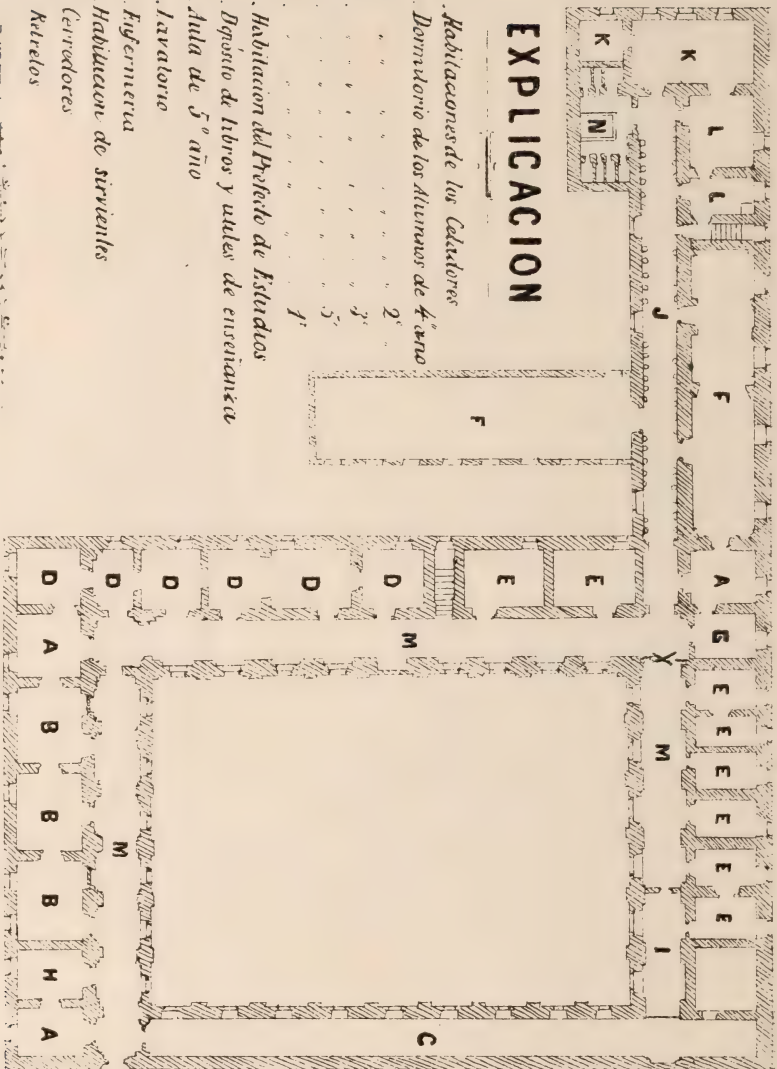 EXPLICACION
Habitaciones de los Celadores
Dormitorio de los Alumnos de 4º año
" " " " " 2º "
" " " " " 3º "
" " " " " 5º
" " " " " 1º
Habitacion del Prefecto de Estudios
Depósito de libros y utiles de enseñanza
Aula de 5º año
Lavatorio
Enfermeria
Habitacion de sirvientes
Corredores
Retretes
K
K
N
L
L
J
F
F
A
G
E
E
E
E
E
E
E
E
X
M
M
M
I
D
D
D
D
D
D
A
B
B
B
H
A
C